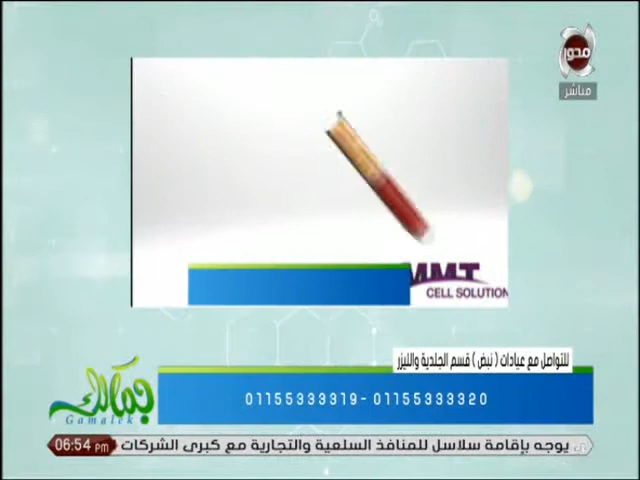 محور
مباشر
MMT
CELL SOLUTION
للتواصل مع عيادات ( نبض ) قسم الجلدية والليزر
01155333319- 01155333320
جمالك
Gamalek
يوجه بإقامة سلاسل للمنافذ السلعية والتجارية مع كبرى الشركات
06:54 PM